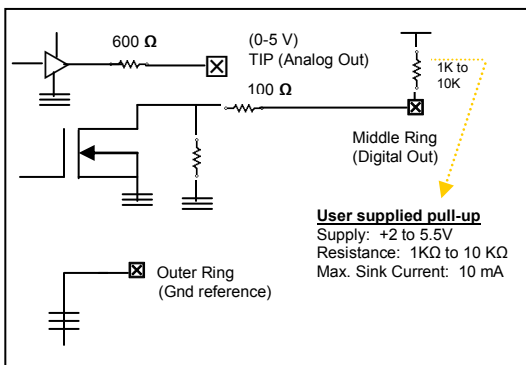 600 Ω
(0-5 V)
TIP (Analog Out)
1K to
10K
100 Ω
Middle Ring
(Digital Out)
User supplied pull-up
Supply: +2 to 5.5V
Resistance: 1KΩ to 10 KΩ
Max. Sink Current: 10 mA
Outer Ring
(Gnd reference)